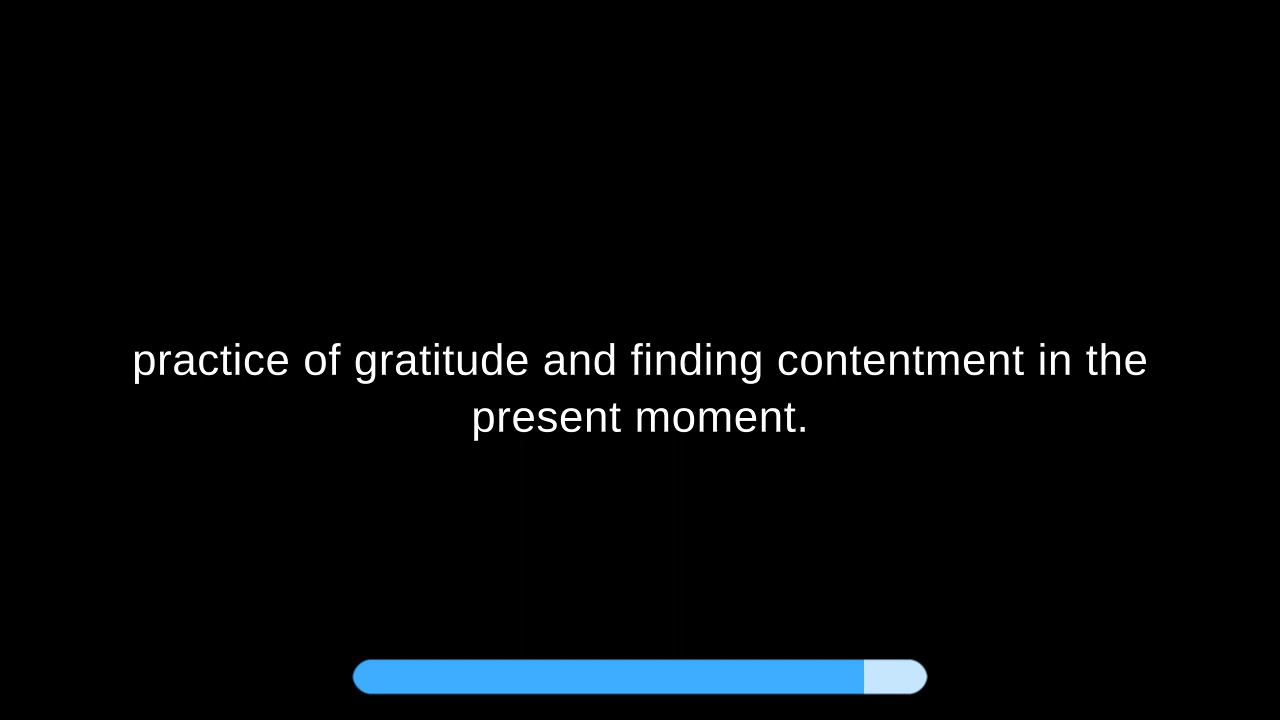 practice of gratitude and finding contentment in the
present moment.